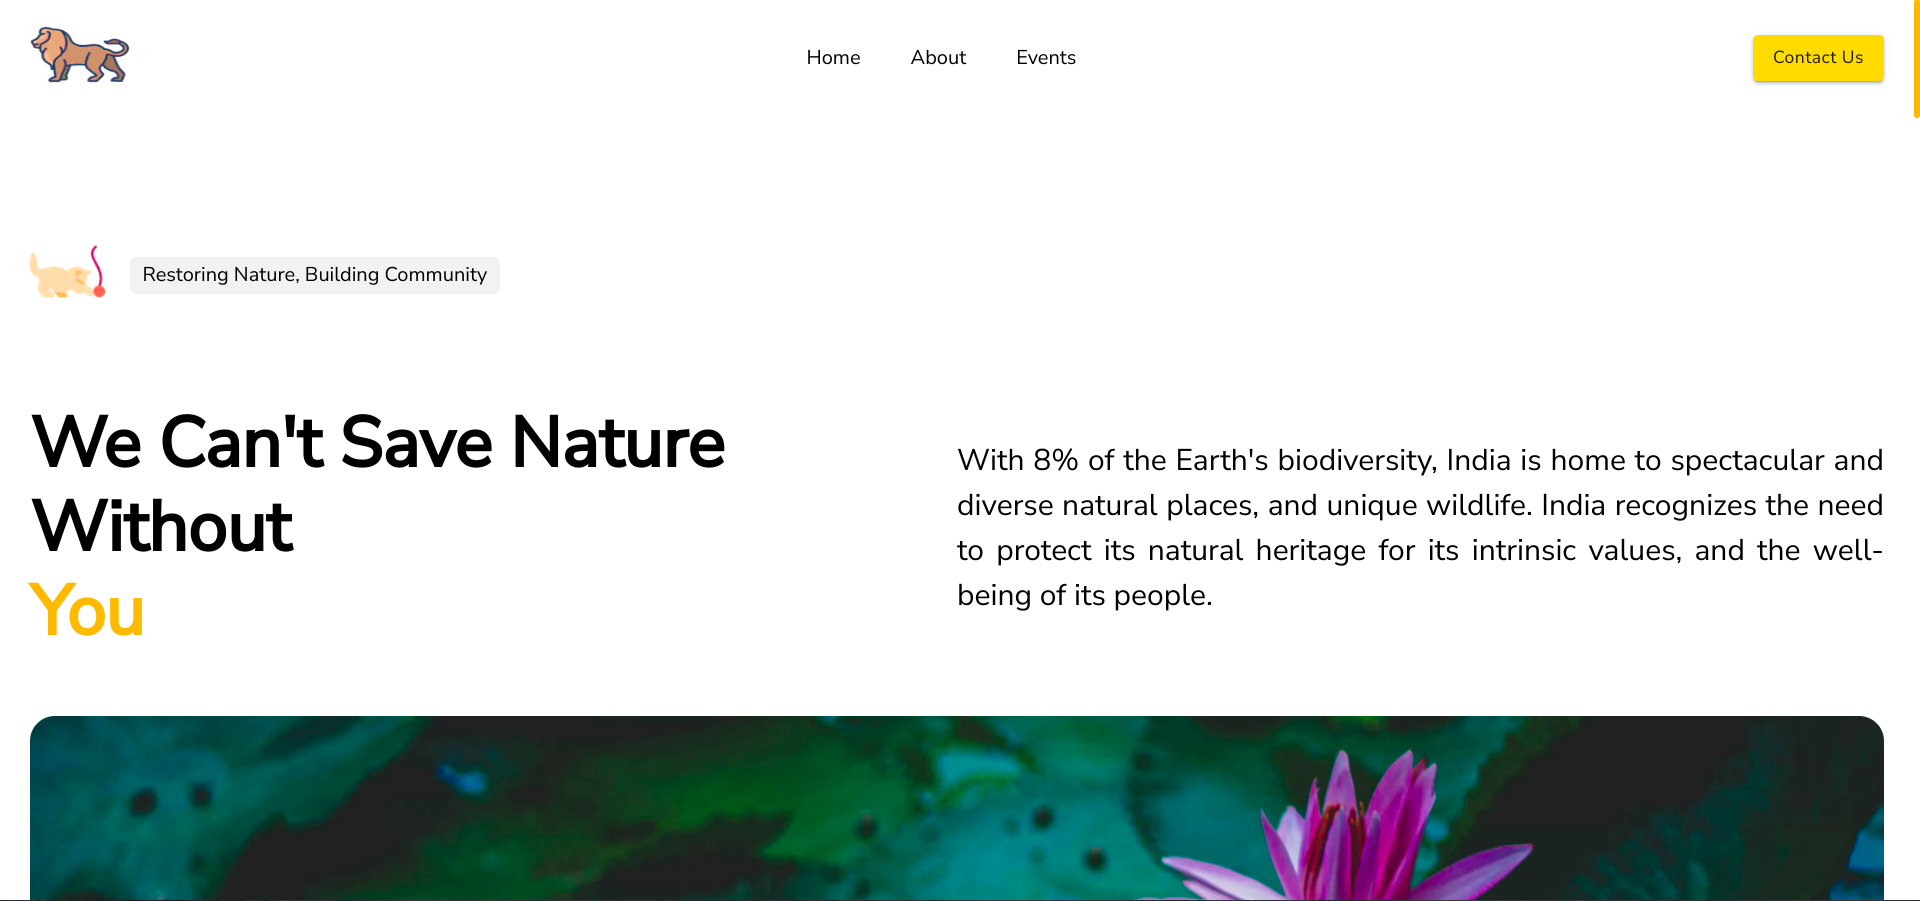 Home About Events Contact Us
Restoring Nature, Building Community
We Can't Save Nature
Without
You
With 8% of the Earth's biodiversity, India is home to spectacular and
diverse natural places, and unique wildlife. India recognizes the need
to protect its natural heritage for its intrinsic values, and the well-
being of its people.